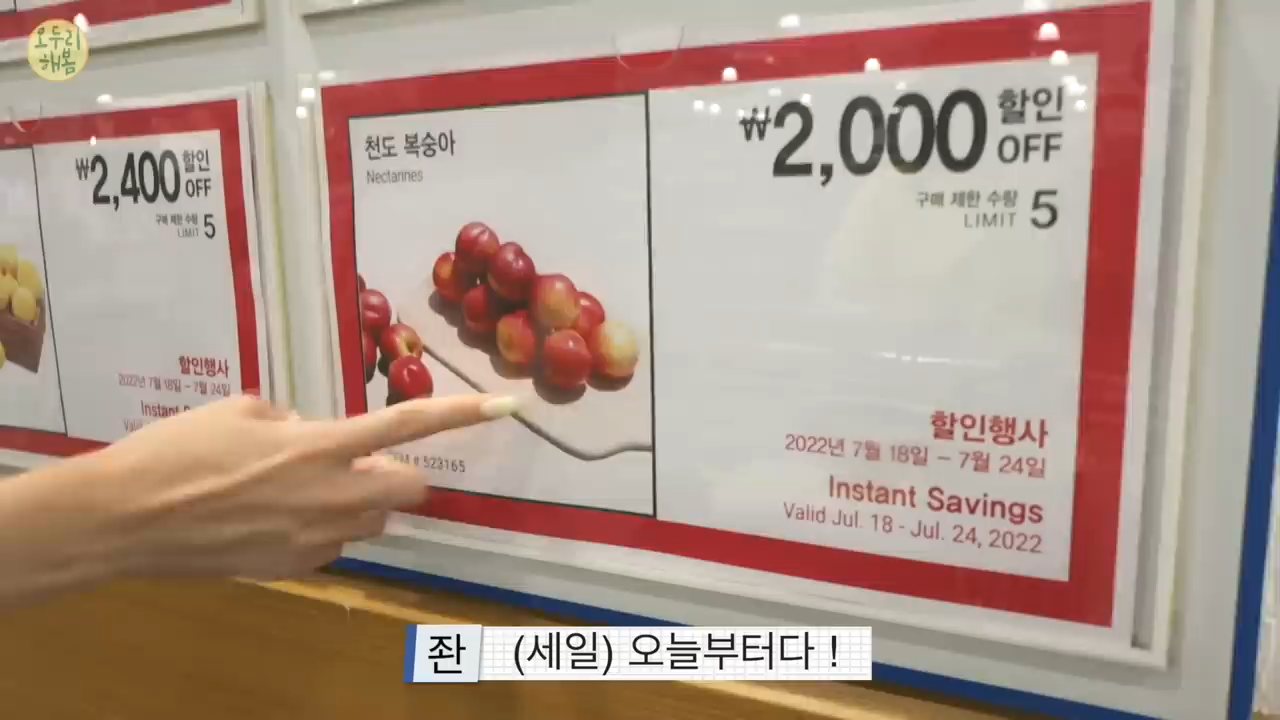 오두리
해봄
₩2,400 할인
OFF
구매 제한 수량
LIMIT 5
할인행사
2022년 7월 18일 – 7월 24일
Instant
천도 복숭아
Nectarines
# 523165
₩2,000 할인
OFF
구매 제한 수량
LIMIT 5
할인행사
2022년 7월 18일 – 7월 24일
Instant Savings
Valid Jul. 18 - Jul. 24, 2022
좐 (세일) 오늘부터다 !